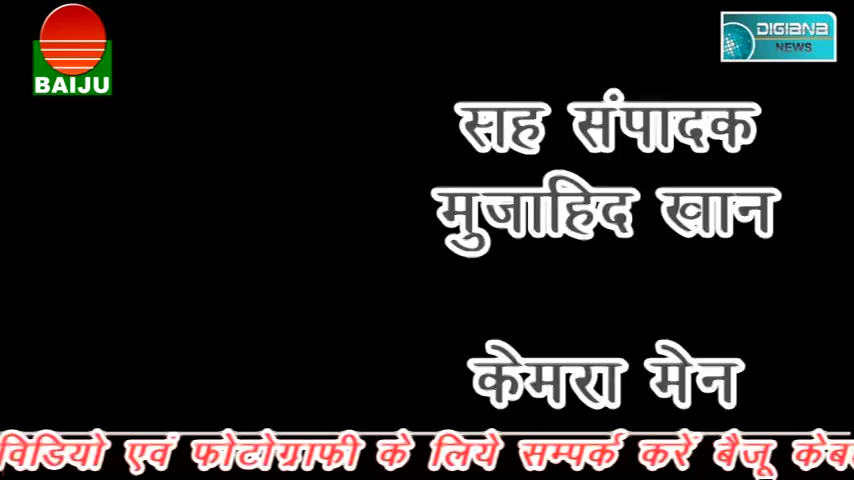 BAIJU
DIGIANA
NEWS
सह संपादक
मुजाहिद खान
केमरा मेन
विडियो एवं फोटोग्राफी के लिये सम्पर्क करें बैजू केब